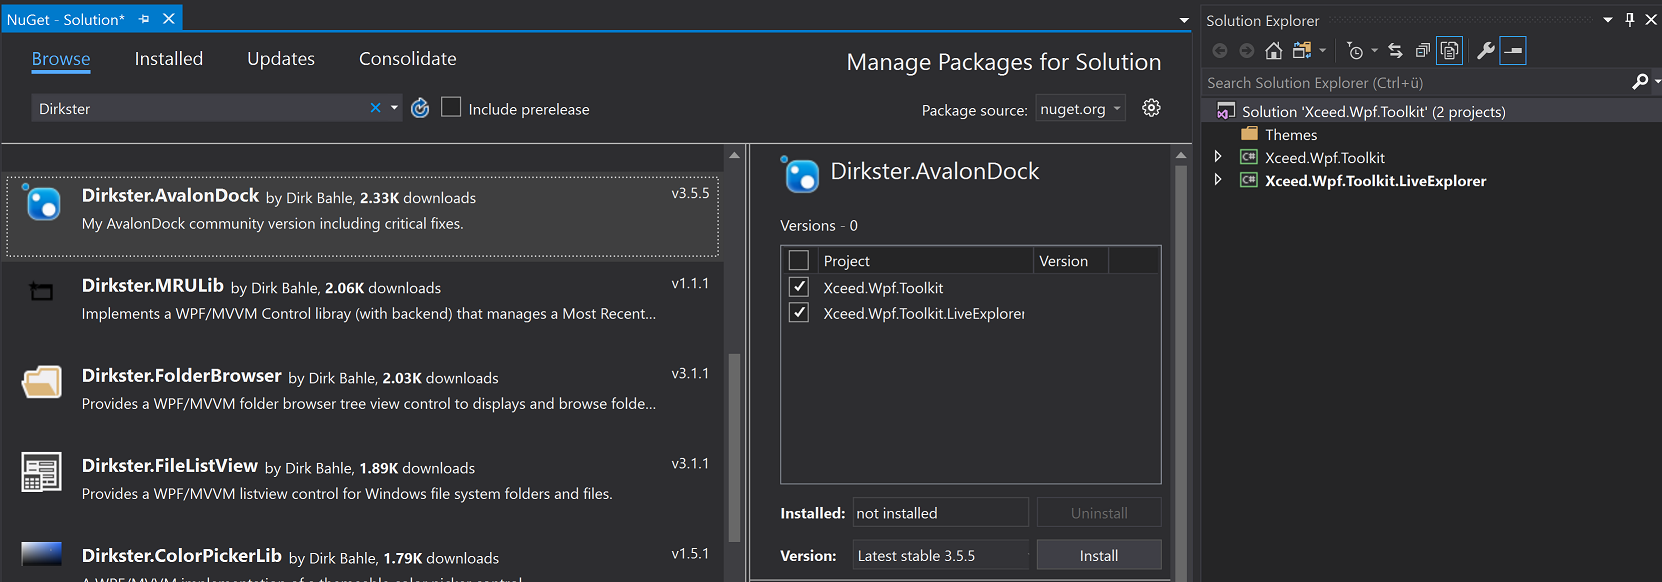 NuGet - Solution*
Browse Installed Updates Consolidate
Manage Packages for Solution
Dirkster
Include prerelease
Package source: nuget.org
Dirkster.AvalonDock by Dirk Bahle, 2.33K downloads v3.5.5
My AvalonDock community version including critical fixes.
Dirkster.MRULib by Dirk Bahle, 2.06K downloads v1.1.1
Implements a WPF/MVVM Control libray (with backend) that manages a Most Recent...
Dirkster.FolderBrowser by Dirk Bahle, 2.03K downloads v3.1.1
Provides a WPF/MVVM folder browser tree view control to displays and browse folde...
Dirkster.FileListView by Dirk Bahle, 1.89K downloads v3.1.1
Provides a WPF/MVVM listview control for Windows file system folders and files.
Dirkster.ColorPickerLib by Dirk Bahle, 1.79K downloads v1.5.1
A WPF/MVVM implementation of a themeable color picker control.
Dirkster.AvalonDock
Versions - 0
Project Version
Xceed.Wpf.Toolkit
Xceed.Wpf.Toolkit.LiveExplorer
Installed: not installed Uninstall
Version: Latest stable 3.5.5 Install
Solution Explorer
Search Solution Explorer (Ctrl+ü)
Solution 'Xceed.Wpf.Toolkit' (2 projects)
Themes
C# Xceed.Wpf.Toolkit
C# Xceed.Wpf.Toolkit.LiveExplorer